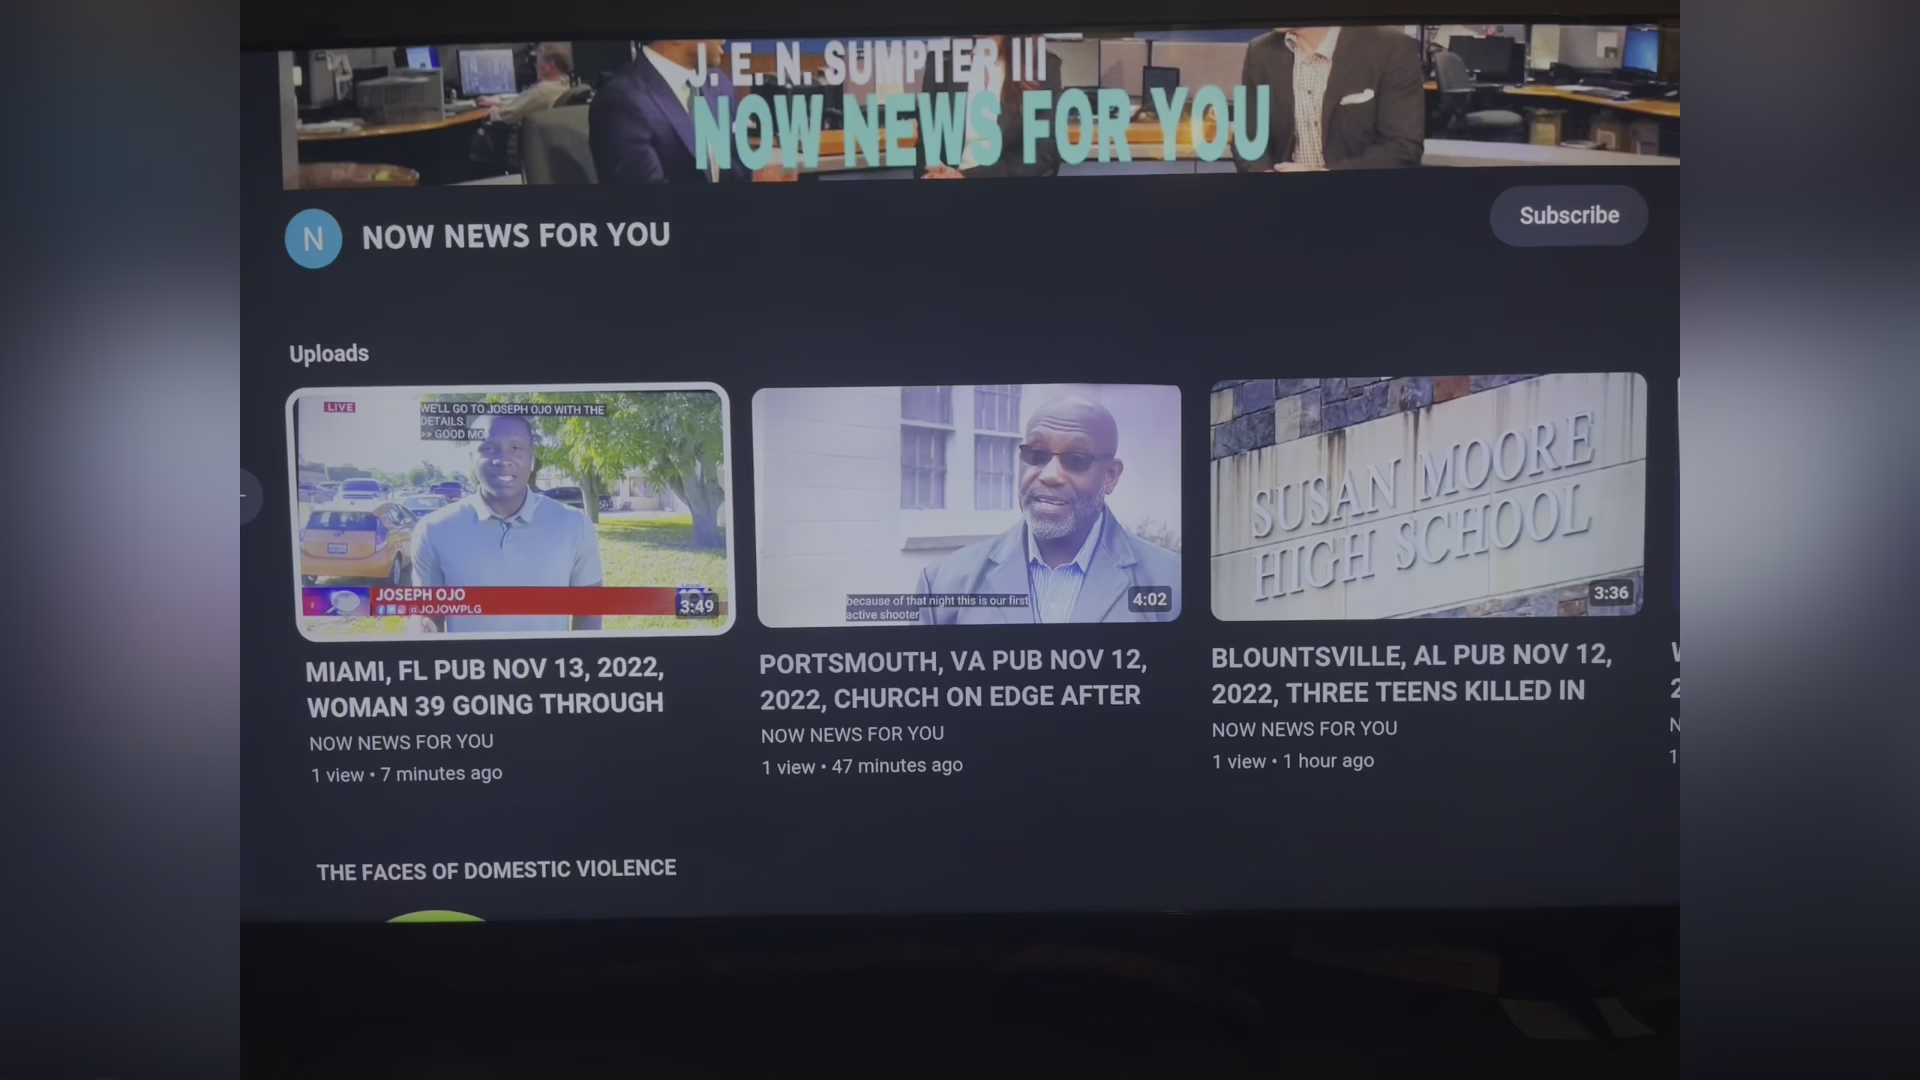 J. E. N. SUMPTER III
NOW NEWS FOR YOU
N
NOW NEWS FOR YOU
Subscribe
Uploads
LIVE
WE'LL GO TO JOSEPH OJO WITH THE
DETAILS.
>> GOOD MO
JOSEPH OJO
@JOJOWPLG
3:49
MIAMI, FL PUB NOV 13, 2022,
WOMAN 39 GOING THROUGH
NOW NEWS FOR YOU
1 view • 7 minutes ago
because of that night this is our first
active shooter
4:02
PORTSMOUTH, VA PUB NOV 12,
2022, CHURCH ON EDGE AFTER
NOW NEWS FOR YOU
1 view • 47 minutes ago
SUSAN MOORE
HIGH SCHOOL
3:36
BLOUNTSVILLE, AL PUB NOV 12,
2022, THREE TEENS KILLED IN
NOW NEWS FOR YOU
1 view • 1 hour ago
THE FACES OF DOMESTIC VIOLENCE